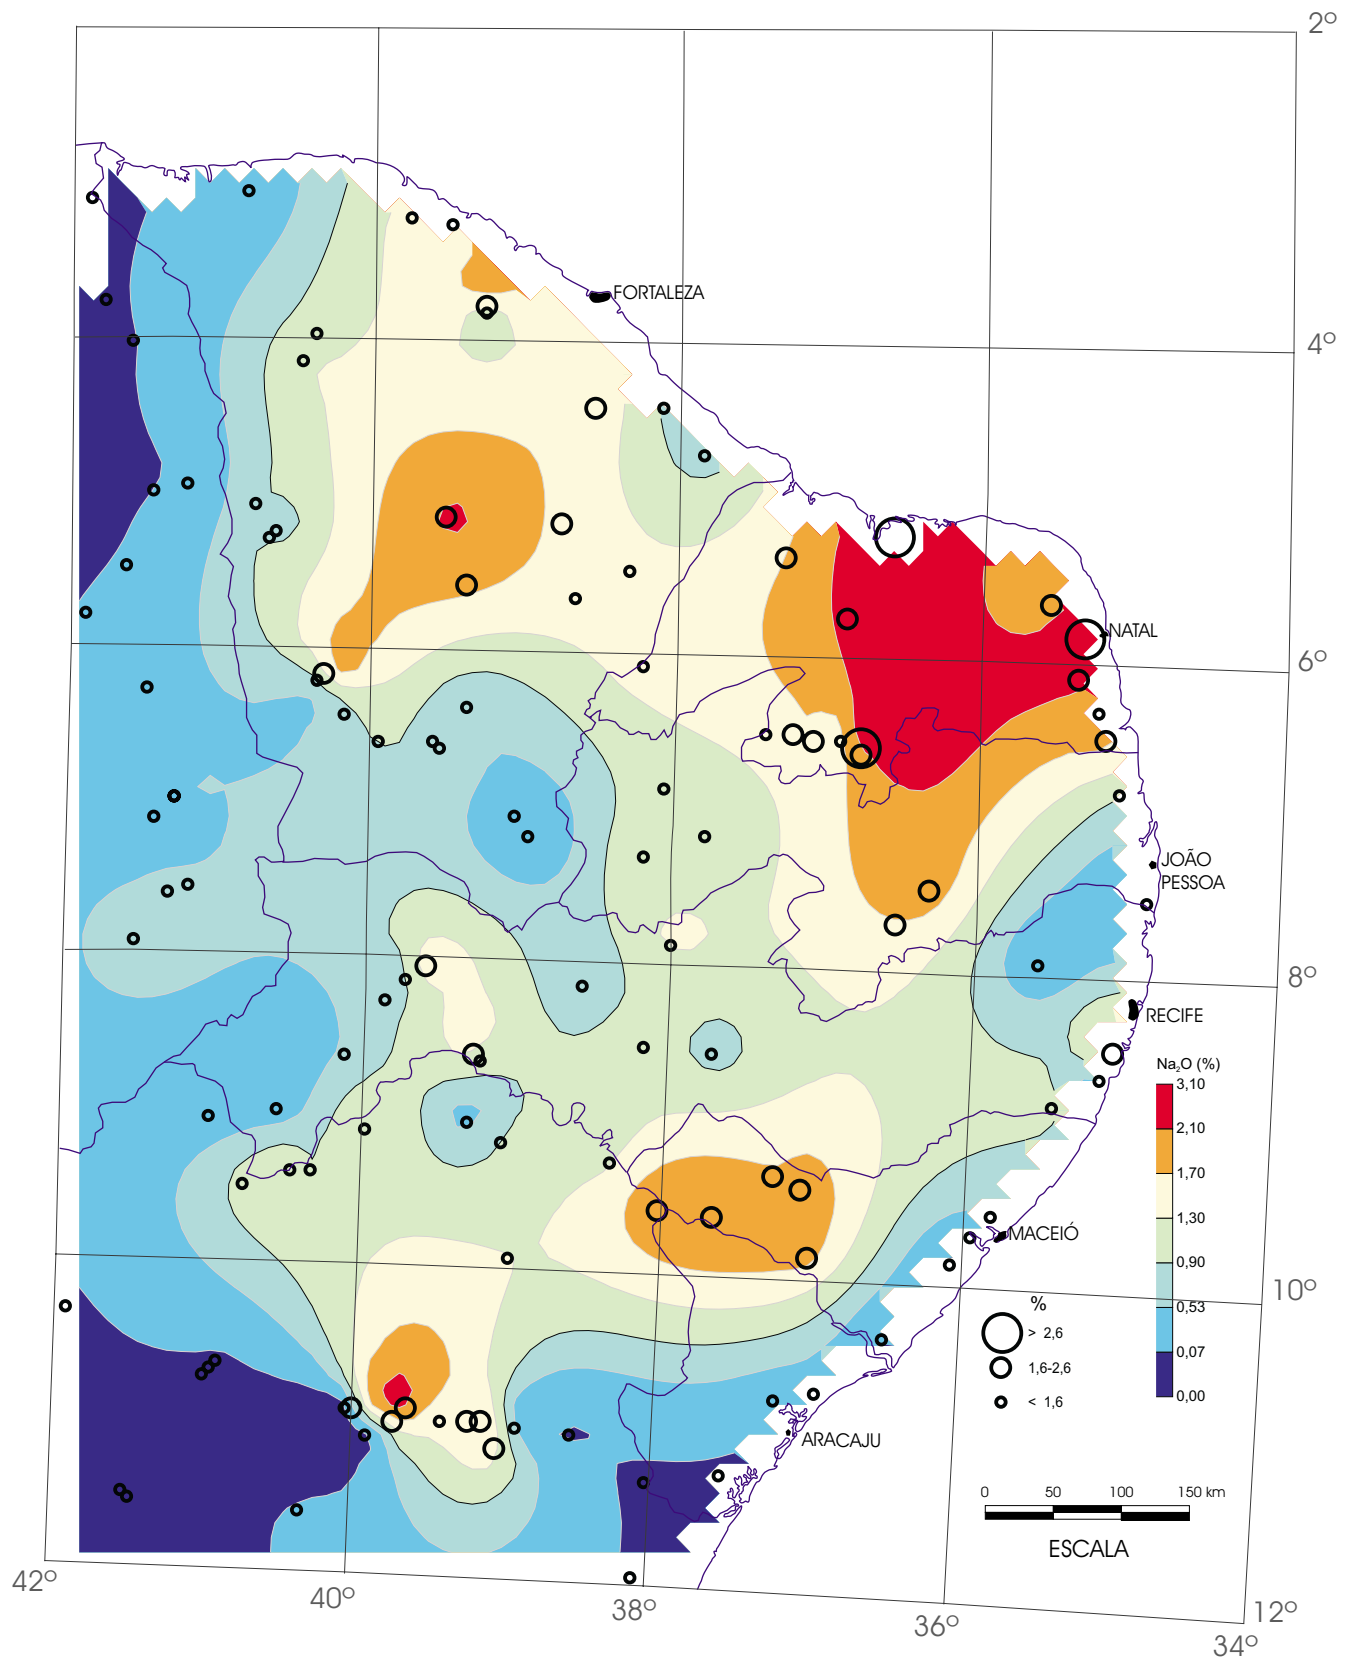 2º
FORTALEZA
4º
NATAL
6º
JOÃO
PESSOA
8º
RECIFE
Na₂O (%)
3,10
2,10
1,70
1,30
0,90
0,53
0,07
0,00
MACEIÓ
10º
%
> 2,6
1,6-2,6
< 1,6
ARACAJU
0 50 100 150 km
ESCALA
42º
40º
38º
36º
34º
12º